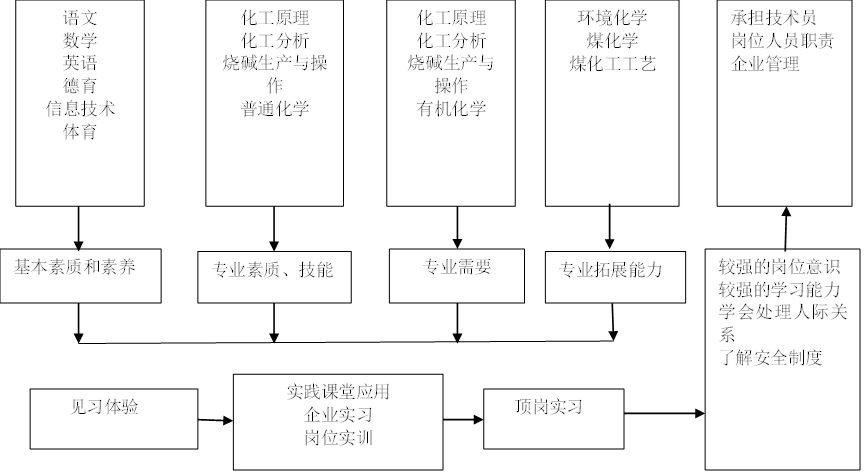 语文
数学
英语
德育
信息技术
体育
化工原理
化工分析
烧碱生产与操
作
普通化学
化工原理
化工分析
烧碱生产与
操作
有机化学
环境化学
煤化学
煤化工工艺
承担技术员
岗位人员职责
企业管理
基本素质和素养
专业素质、技能
专业需要
专业拓展能力
较强的岗位意识
较强的学习能力
学会处理人际关
系
了解安全制度
见习体验
实践课堂应用
企业实习
岗位实训
顶岗实习